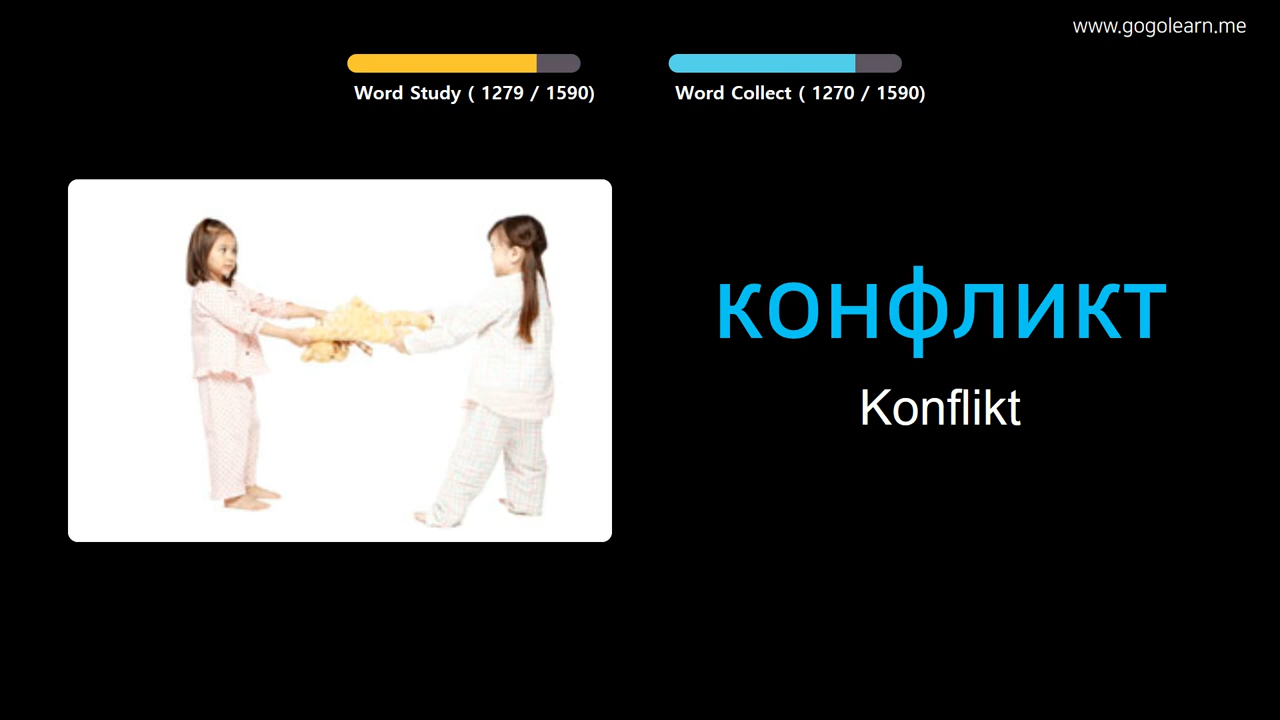 www.gogolearn.me
Word Study ( 1279 / 1590)
Word Collect ( 1270 / 1590)
конфликт
Konflikt